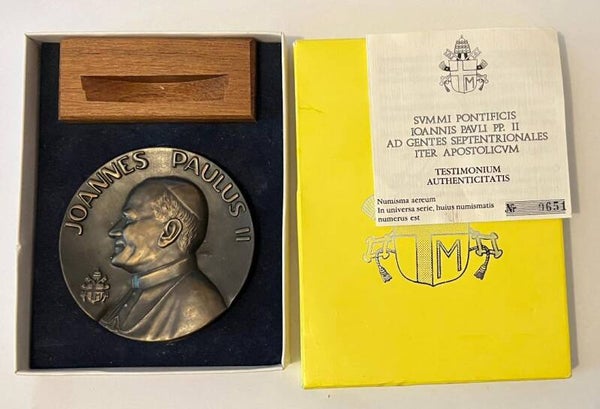 JOANNES PAULUS II
M
SVMMI PONTIFICIS
IOANNIS PAVLI PP. II
AD GENTES SEPTENTRIONALES
ITER APOSTOLICVM
TESTIMONIUM
AUTHENTICITATIS
Numisma aereum
In universa serie, huius numismatis
numerus est
№ 0651
M